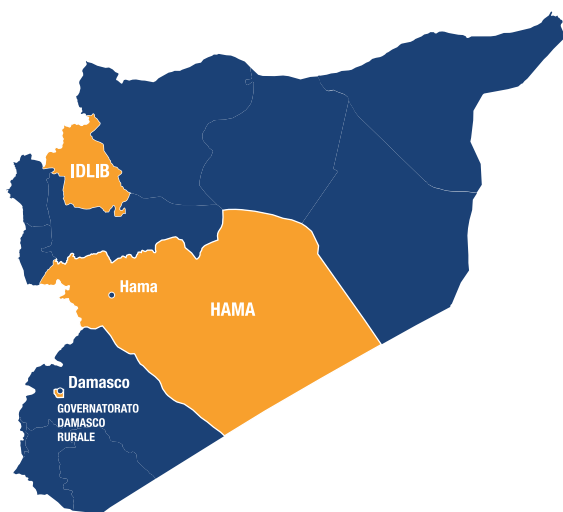 IDLIB
Hama
HAMA
Damasco
GOVERNATORATO
DAMASCO
RURALE